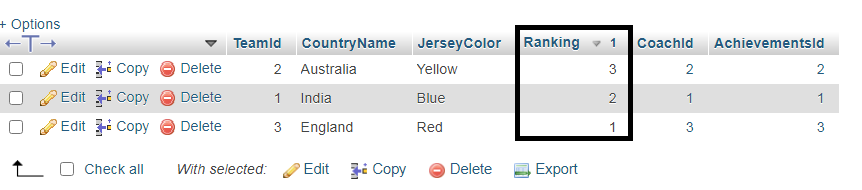 + Options
TeamId CountryName JerseyColor Ranking 1 CoachId AchievementsId
Edit Copy Delete 2 Australia Yellow 3 2 2
Edit Copy Delete 1 India Blue 2 1 1
Edit Copy Delete 3 England Red 1 3 3
Check all With selected: Edit Copy Delete Export